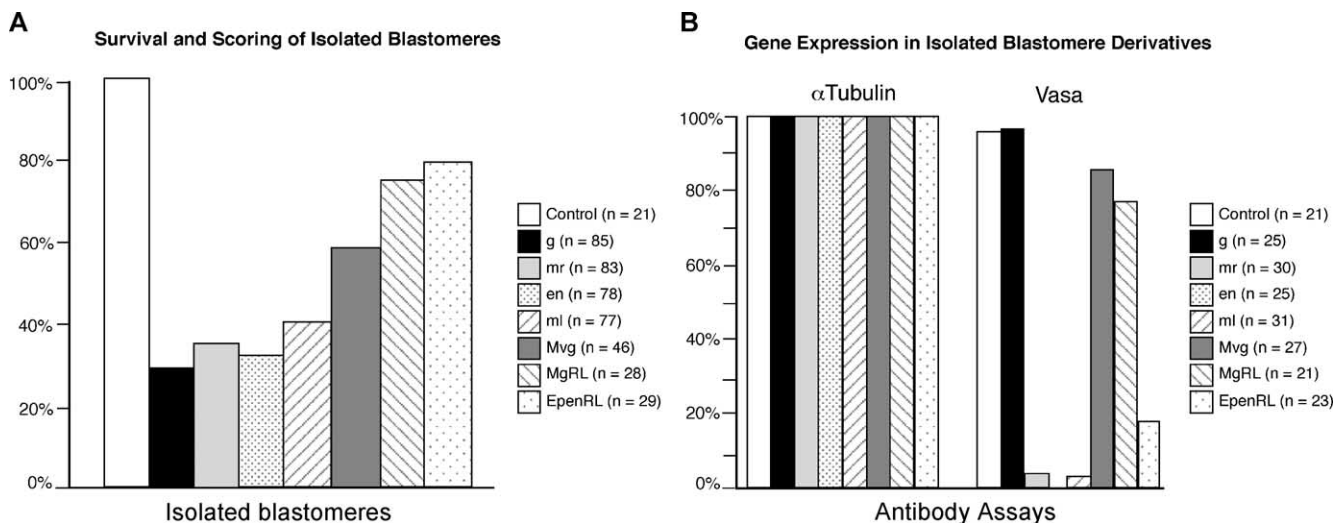 A
Survival and Scoring of Isolated Blastomeres
100%
80%
60%
40%
20%
0%
Isolated blastomeres
Control (n = 21)
g (n = 85)
mr (n = 83)
en (n = 78)
ml (n = 77)
Mvg (n = 46)
MgRL (n = 28)
EpenRL (n = 29)
B
Gene Expression in Isolated Blastomere Derivatives
αTubulin Vasa
100%
80%
60%
40%
20%
0%
Antibody Assays
Control (n = 21)
g (n = 25)
mr (n = 30)
en (n = 25)
ml (n = 31)
Mvg (n = 27)
MgRL (n = 21)
EpenRL (n = 23)